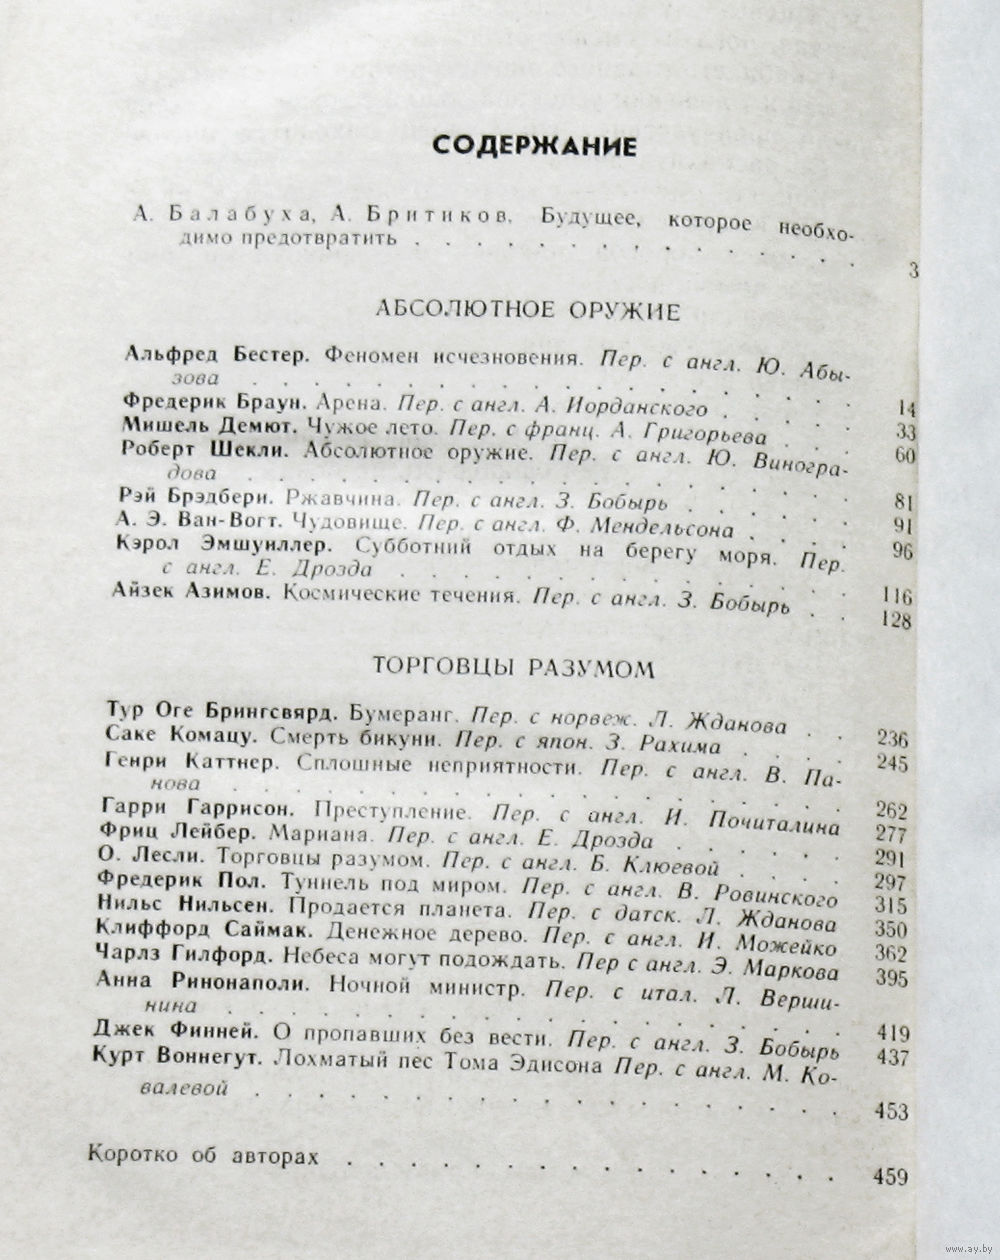 СОДЕРЖАНИЕ
А. Балабуха, А. Бритиков. Будущее, которое необхо-
димо предотвратить . . . . . . . . . . . . . . 3
АБСОЛЮТНОЕ ОРУЖИЕ
Альфред Бестер. Феномен исчезновения. Пер. с англ. Ю. Абы-
зова . . . . . . . . . . . . . . . . . . . . 14
Фредерик Браун. Арена. Пер. с англ. А. Иорданского . . . . . 33
Мишель Демют. Чужое лето. Пер. с франц. А. Григорьева . . . 60
Роберт Шекли. Абсолютное оружие. Пер. с англ. Ю. Виногра-
дова . . . . . . . . . . . . . . . . . . . . 81
Рэй Брэдбери. Ржавчина. Пер. с англ. З. Бобырь . . . . . . 91
А. Э. Ван-Вогт. Чудовище. Пер. с англ. Ф. Мендельсона . . . . 96
Кэрол Эмшуиллер. Субботний отдых на берегу моря. Пер.
с англ. Е. Дрозда . . . . . . . . . . . . . . . 116
Айзек Азимов. Космические течения. Пер. с англ. З. Бобырь . . 128
ТОРГОВЦЫ РАЗУМОМ
Тур Оге Брингсвярд. Бумеранг. Пер. с норвеж. Л. Жданова . . 236
Саке Комацу. Смерть бикуни. Пер. с япон. З. Рахима . . . . 245
Генри Каттнер. Сплошные неприятности. Пер. с англ. В. Па-
нова . . . . . . . . . . . . . . . . . . . . 262
Гарри Гаррисон. Преступление. Пер. с англ. И. Почиталина 277
Фриц Лейбер. Мариана. Пер. с англ. Е. Дрозда . . . . . . 291
О. Лесли. Торговцы разумом. Пер. с англ. Б. Клюевой . . . . 297
Фредерик Пол. Туннель под миром. Пер. с англ. В. Ровинского 315
Нильс Нильсен. Продается планета. Пер. с датск. Л. Жданова 350
Клиффорд Саймак. Денежное дерево. Пер. с англ. И. Можейко 362
Чарлз Гилфорд. Небеса могут подождать. Пер с англ. Э. Маркова 395
Анна Ринонаполи. Ночной министр. Пер. с итал. Л. Верши-
нина . . . . . . . . . . . . . . . . . . . . 419
Джек Финней. О пропавших без вести. Пер. с англ. З. Бобырь 437
Курт Воннегут. Лохматый пес Тома Эдисона Пер. с англ. М. Ко-
валевой . . . . . . . . . . . . . . . . . . . 453
Коротко об авторах . . . . . . . . . . . . . . . . 459
www.ay.by